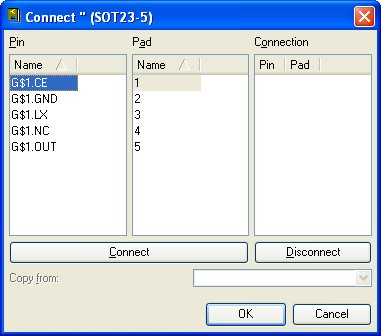 Connect '' (SOT23-5)
Pin Pad Connection
Name Name Pin Pad
G$1.CE 1
G$1.GND 2
G$1.LX 3
G$1.NC 4
G$1.OUT 5
Connect Disconnect
Copy from:
OK Cancel